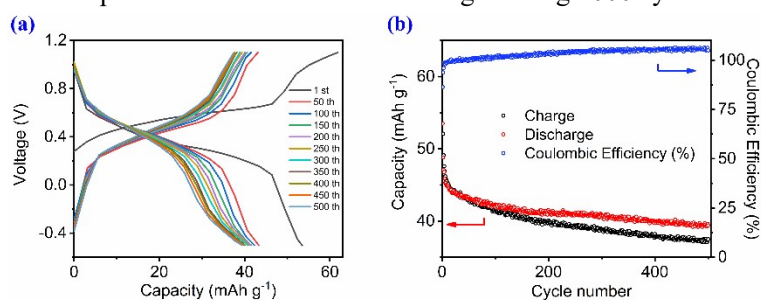 (a)
1.2
0.8
0.4
0.0
-0.4
Voltage (V)
0 20 40 60
Capacity (mAh g⁻¹)
1 st
50 th
100 th
150 th
200 th
250 th
300 th
350 th
400 th
450 th
500 th
(b)
60
50
40
Capacity (mAh g⁻¹)
0 200 400
Cycle number
100
75
50
25
0
Coulombic Efficiency (%)
Charge
Discharge
Coulombic Efficiency (%)